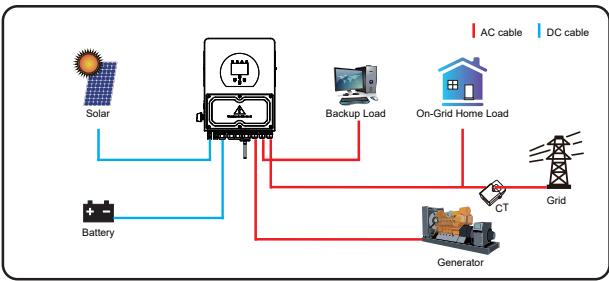 AC cable
DC cable
Solar
Backup Load
On-Grid Home Load
CT
Grid
Battery
Generator